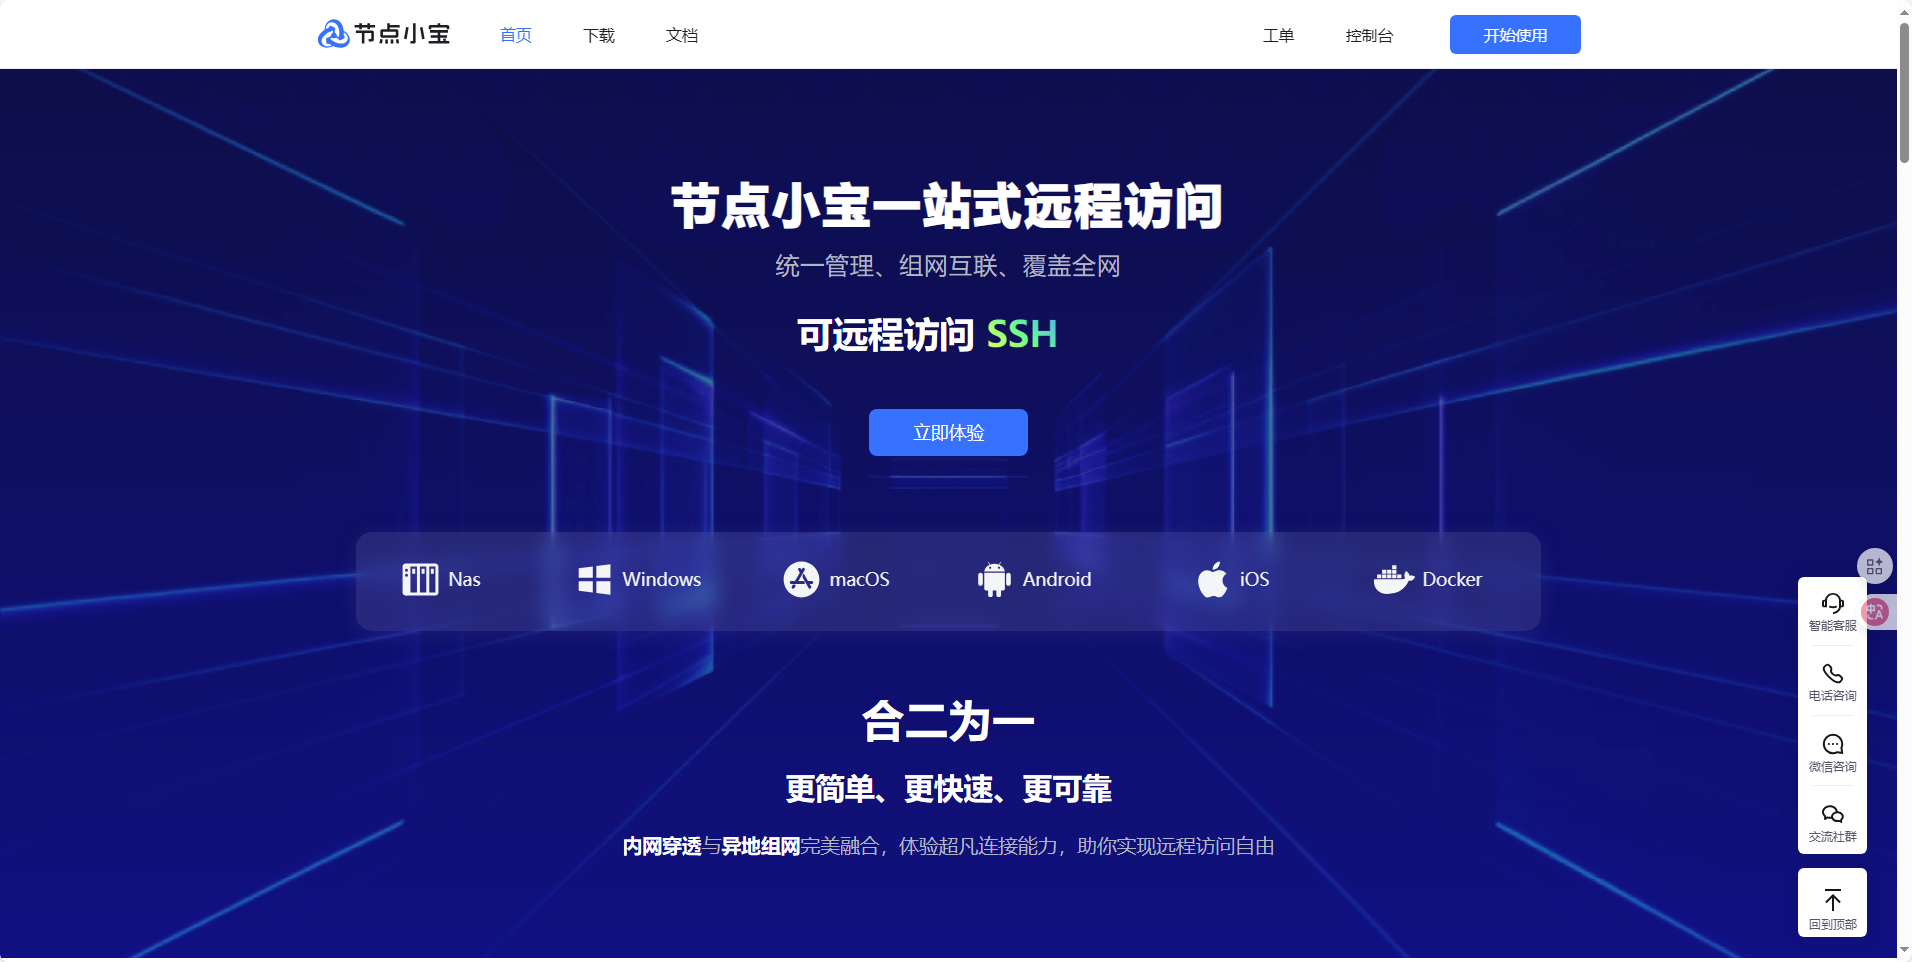 节点小宝 首页 下载 文档 工单 控制台 开始使用
节点小宝一站式远程访问
统一管理、组网互联、覆盖全网
可远程访问 SSH
立即体验
Nas Windows macOS Android iOS Docker
合二为一
更简单、更快速、更可靠
内网穿透与异地组网完美融合，体验超凡连接能力，助你实现远程访问自由
智能客服
电话咨询
微信咨询
交流社群
回到顶部